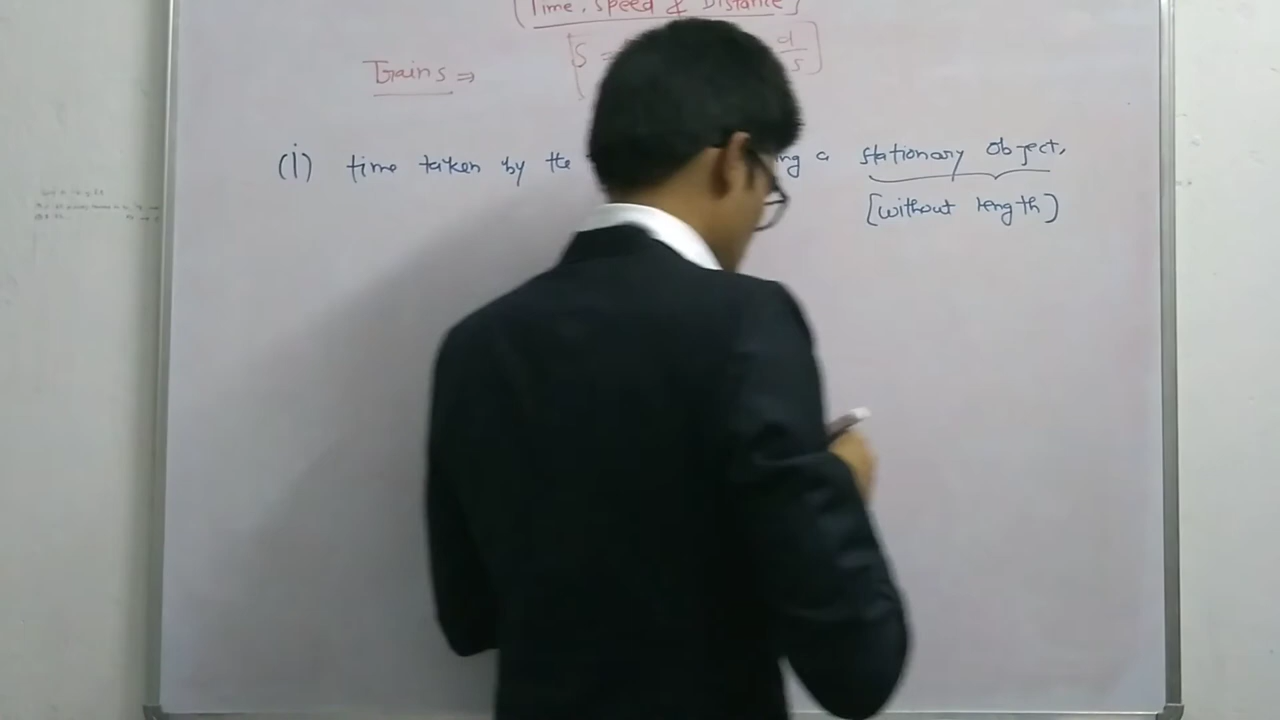 (Time, Speed & Distance)
[S = d/s]
Trains ⇒
(i) time taken by the ing a stationary object,
[without length)